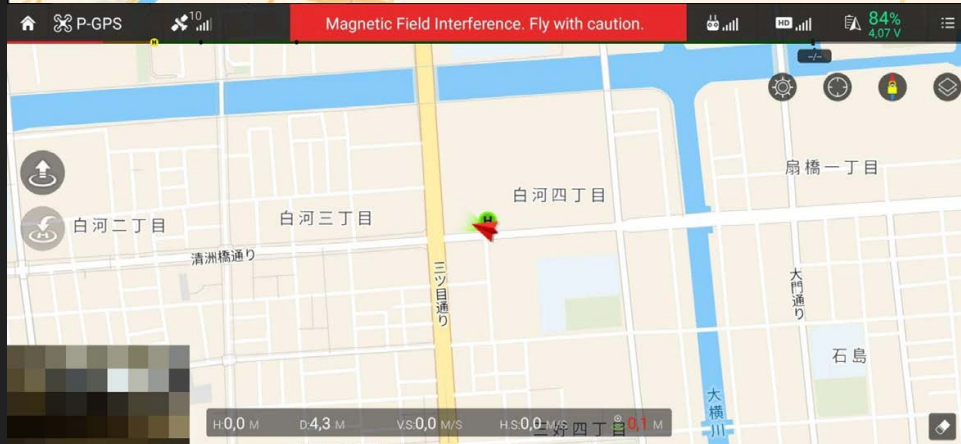 P-GPS
10
Magnetic Field Interference. Fly with caution.
HD
84%
4,07 V
H
-/-
扇橋一丁目
白河四丁目
白河三丁目
白河二丁目
H
清洲橋通り
三ツ目通り
大門通り
石島
大横川
三好四丁目
H:0,0 M
D:4,3 M
V.S:0,0 M/S
H.S:0,0 M/S
0,1 M